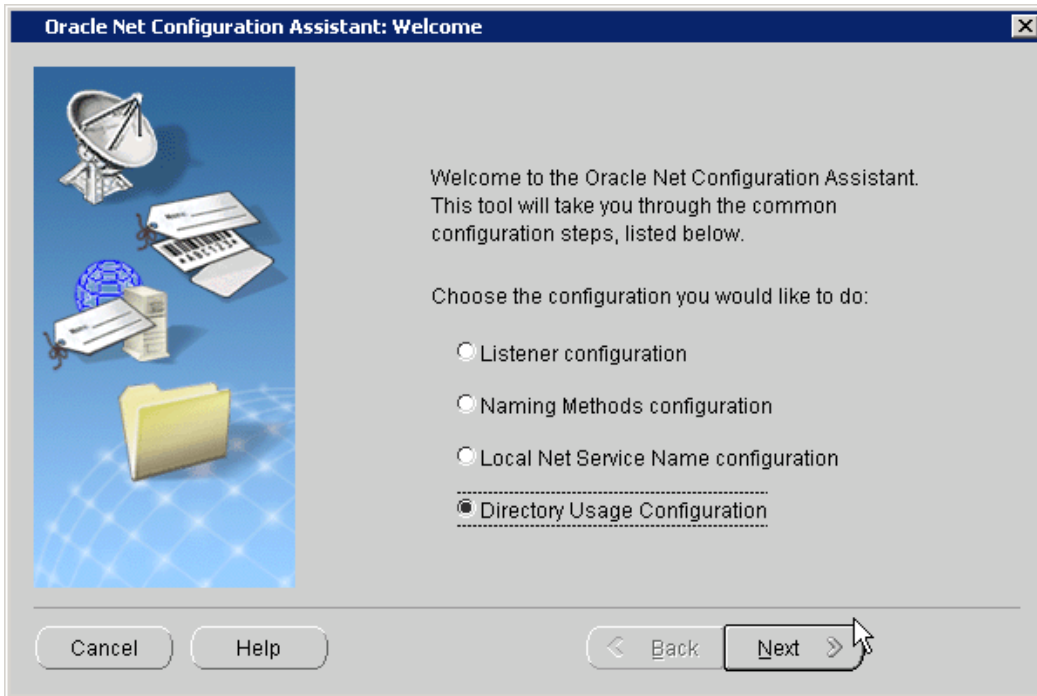 Oracle Net Configuration Assistant: Welcome
Welcome to the Oracle Net Configuration Assistant.
This tool will take you through the common
configuration steps, listed below.
Choose the configuration you would like to do:
Listener configuration
Naming Methods configuration
Local Net Service Name configuration
Directory Usage Configuration
Cancel
Help
Back
Next